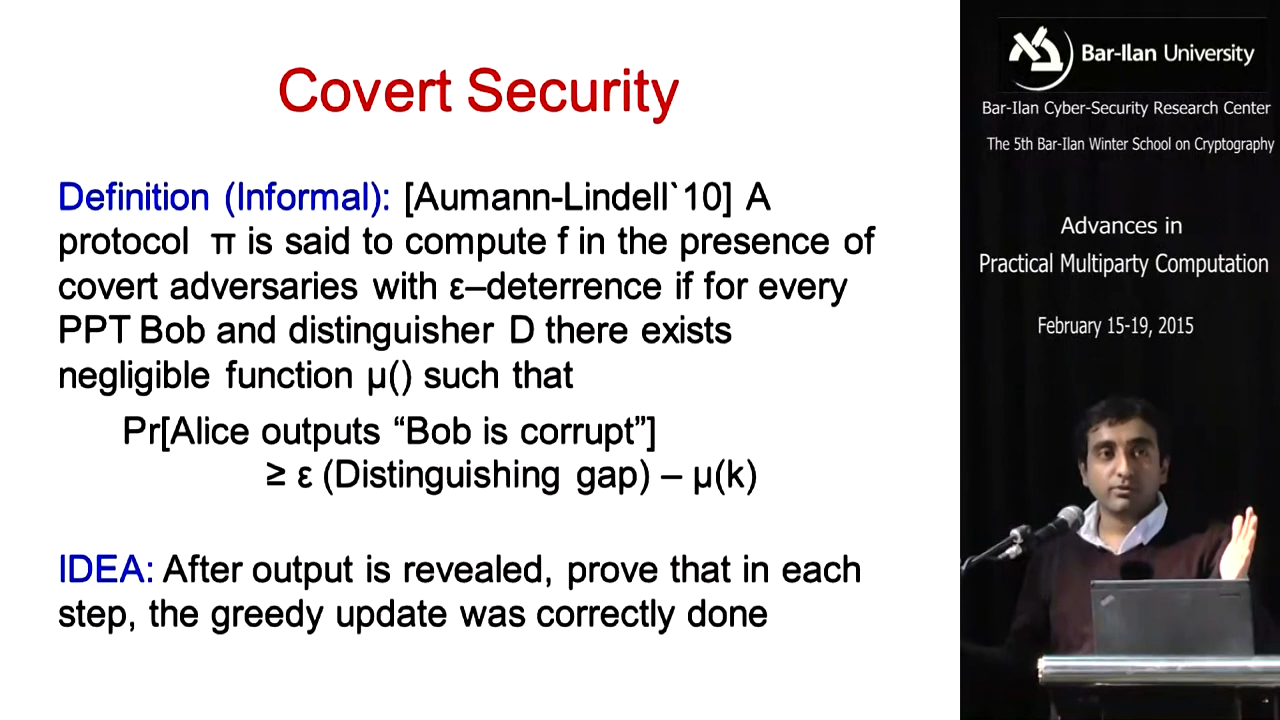 Covert Security
Definition (Informal): [Aumann-Lindell`10] A
protocol π is said to compute f in the presence of
covert adversaries with ε–deterrence if for every
PPT Bob and distinguisher D there exists
negligible function μ() such that
Pr[Alice outputs “Bob is corrupt”]
≥ ε (Distinguishing gap) – μ(k)
IDEA: After output is revealed, prove that in each
step, the greedy update was correctly done
Bar-Ilan University
Bar-Ilan Cyber-Security Research Center
The 5th Bar-Ilan Winter School on Cryptography
Advances in
Practical Multiparty Computation
February 15-19, 2015